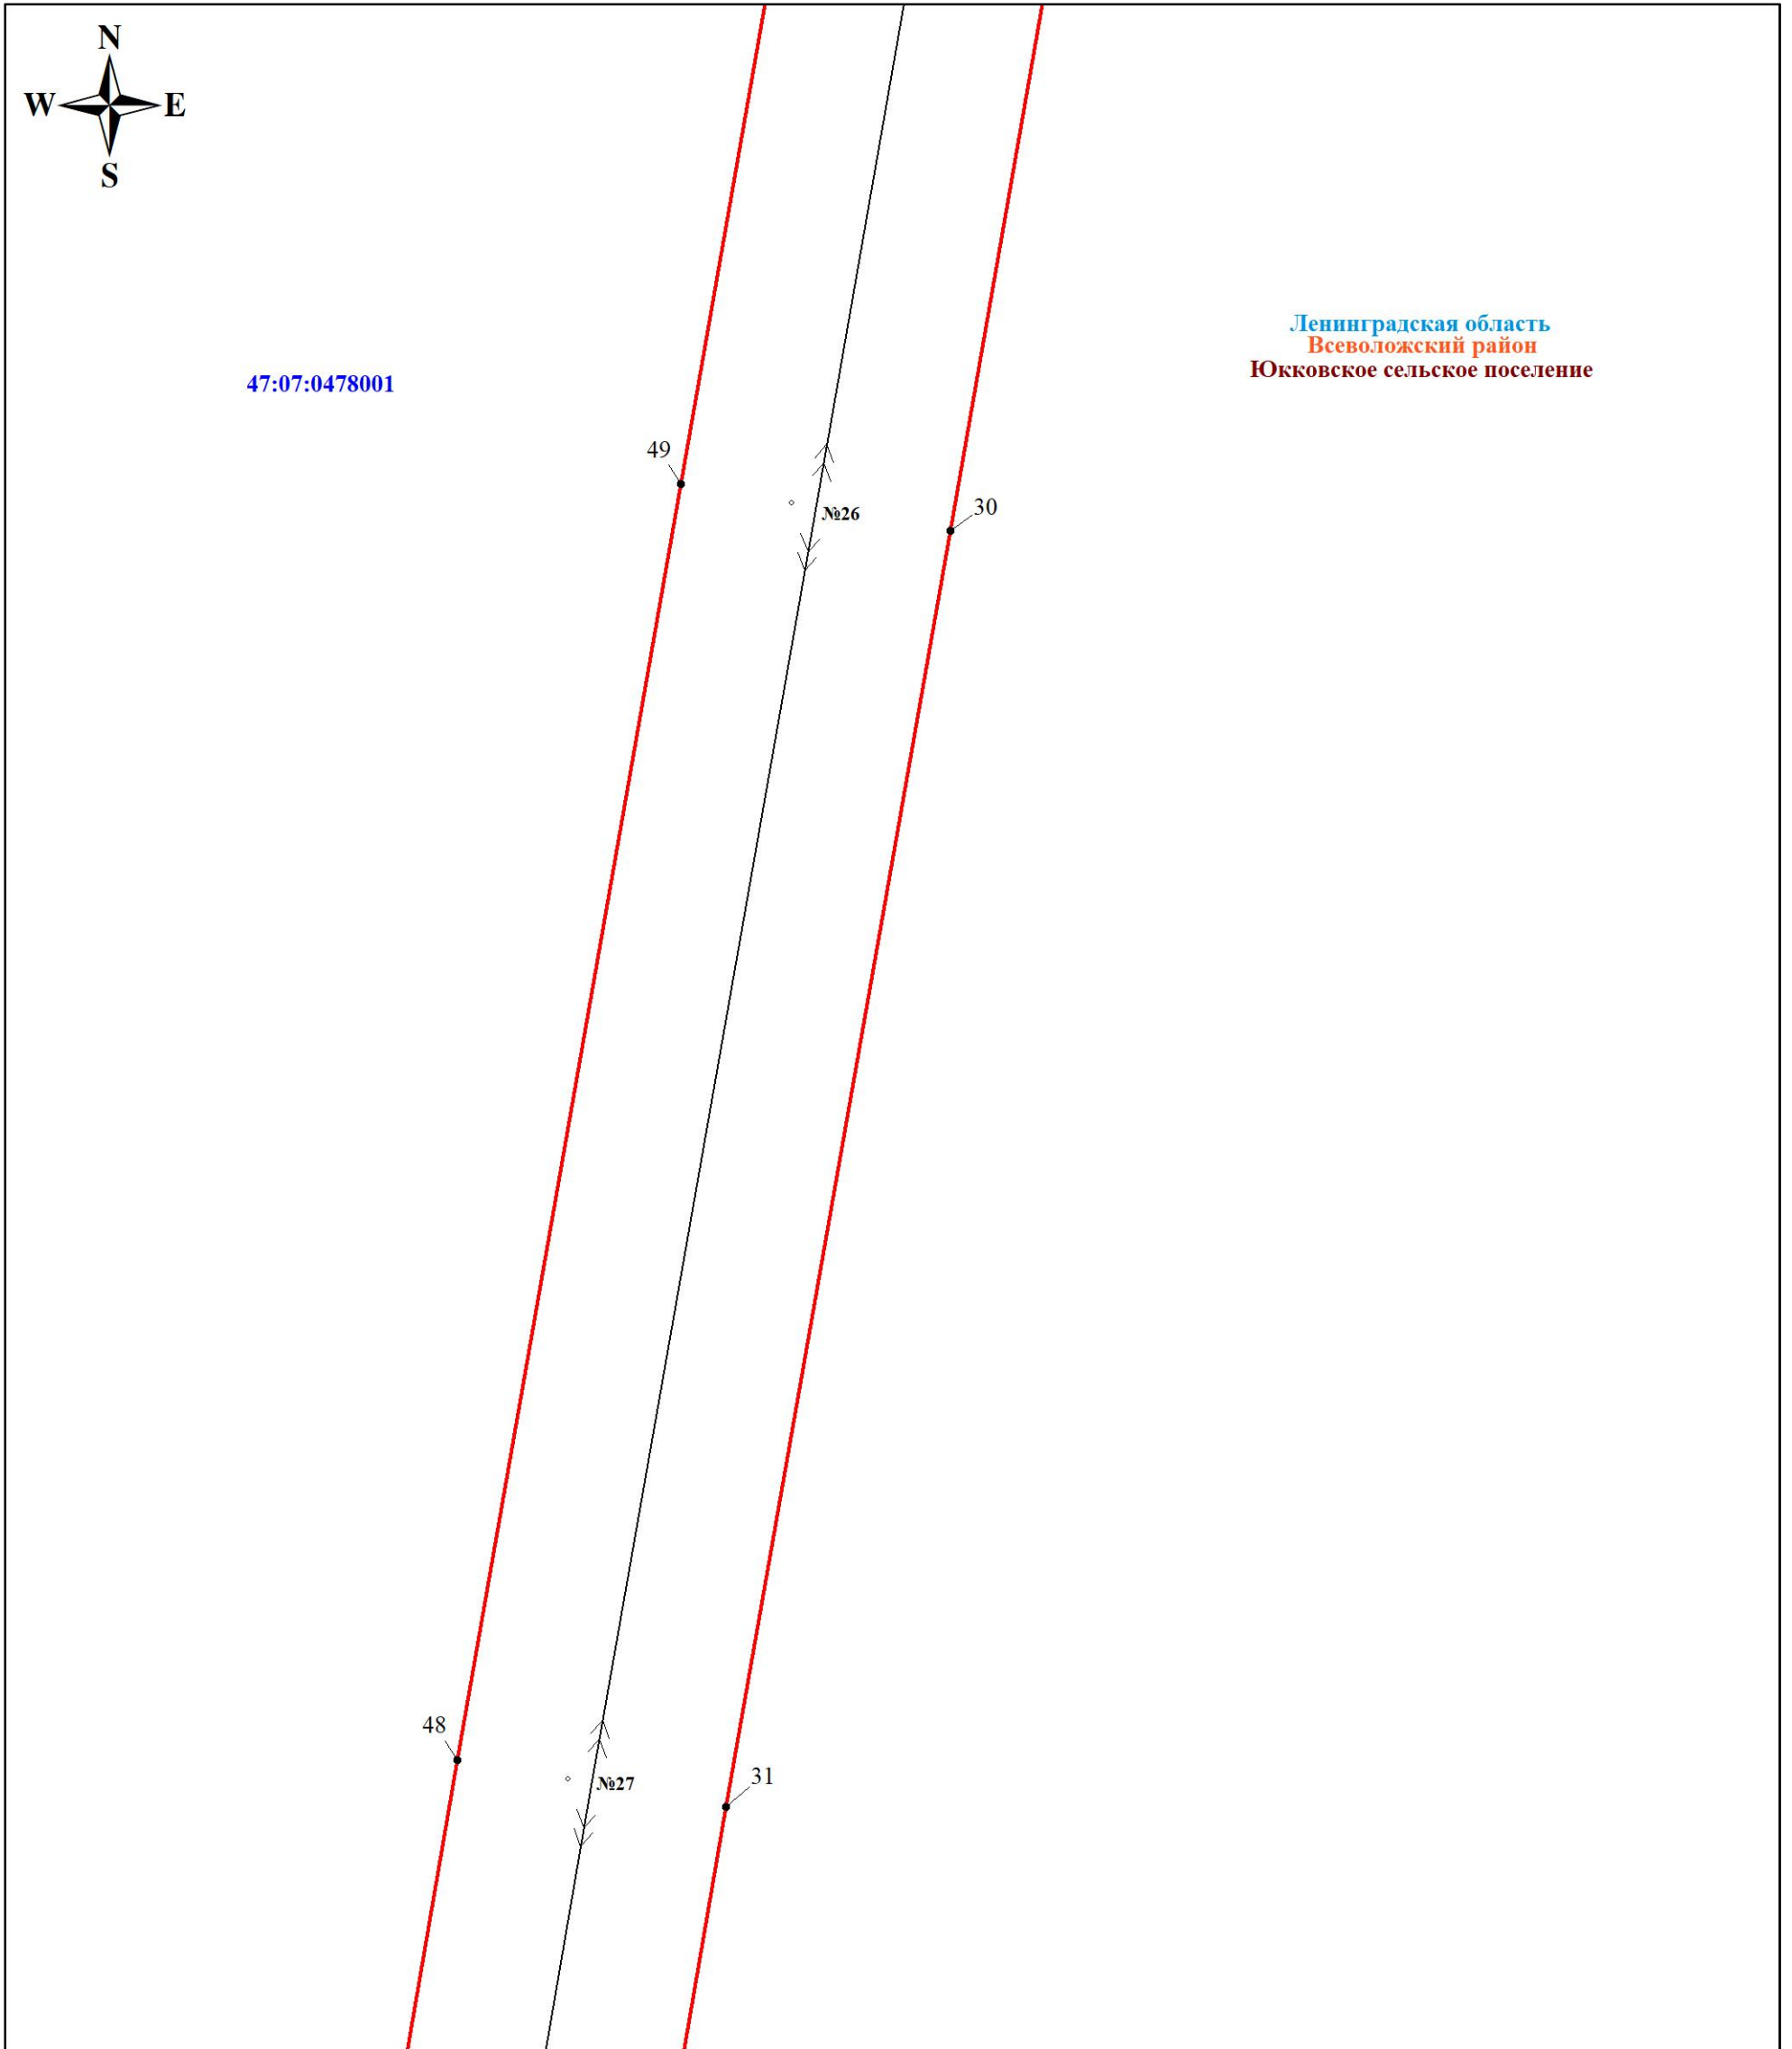 N
W E
S
Ленинградская область
Всеволожский район
Юкковское сельское поселение
47:07:0478001
49
30
№26
48
31
№27